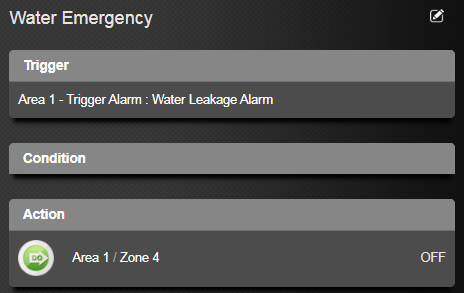 Water Emergency
Trigger
Area 1 - Trigger Alarm : Water Leakage Alarm
Condition
Action
DO Area 1 / Zone 4 OFF